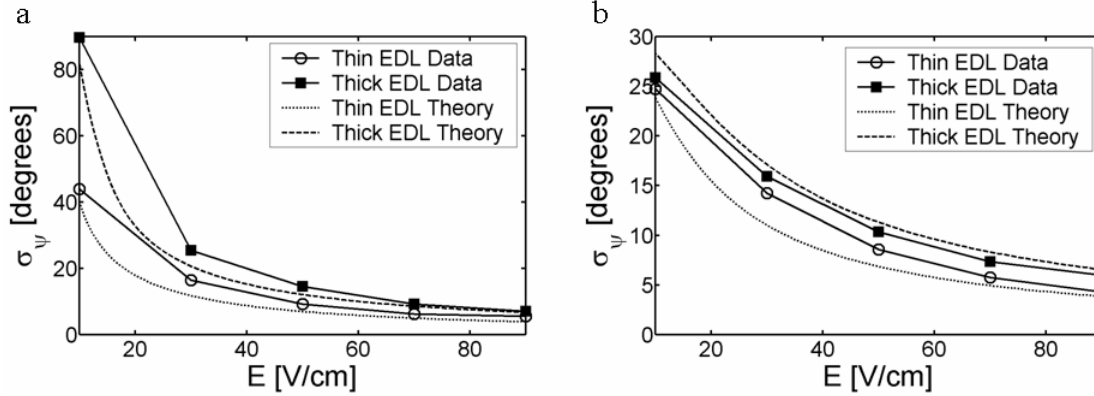 a
80
60
40
20
0
20
40
60
80
σψ [degrees]
E [V/cm]
Thin EDL Data
Thick EDL Data
Thin EDL Theory
Thick EDL Theory
b
30
25
20
15
10
5
0
20
40
60
80
σψ [degrees]
E [V/cm]
Thin EDL Data
Thick EDL Data
Thin EDL Theory
Thick EDL Theory